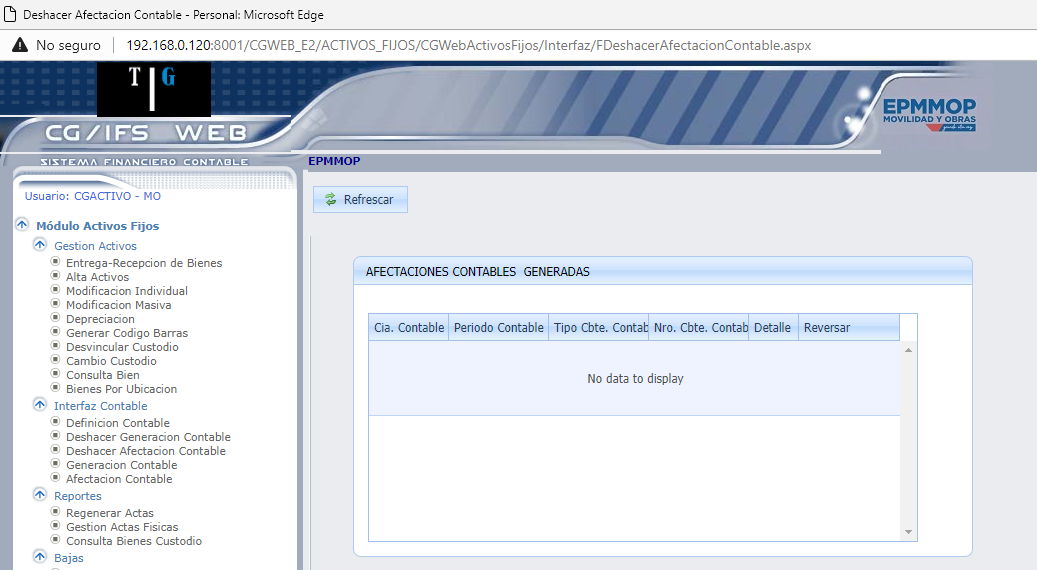 Deshacer Afectacion Contable - Personal: Microsoft Edge
No seguro 192.168.0.120:8001/CGWEB_E2/ACTIVOS_FIJOS/CGWebActivosFijos/Interfaz/FDeshacerAfectacionContable.aspx
T G
CG/IFS WEB
SISTEMA FINANCIERO CONTABLE
EPMMOP
MOVILIDAD Y OBRAS
EPMMOP
Usuario: CGACTIVO - MO
Refrescar
Módulo Activos Fijos
Gestion Activos
Entrega-Recepcion de Bienes
Alta Activos
Modificacion Individual
Modificacion Masiva
Depreciacion
Generar Codigo Barras
Desvincular Custodio
Cambio Custodio
Consulta Bien
Bienes Por Ubicacion
Interfaz Contable
Definicion Contable
Deshacer Generacion Contable
Deshacer Afectacion Contable
Generacion Contable
Afectacion Contable
Reportes
Regenerar Actas
Gestion Actas Fisicas
Consulta Bienes Custodio
Bajas
AFECTACIONES CONTABLES GENERADAS
Cia. Contable Periodo Contable Tipo Cbte. Contab Nro. Cbte. Contab Detalle Reversar
No data to display